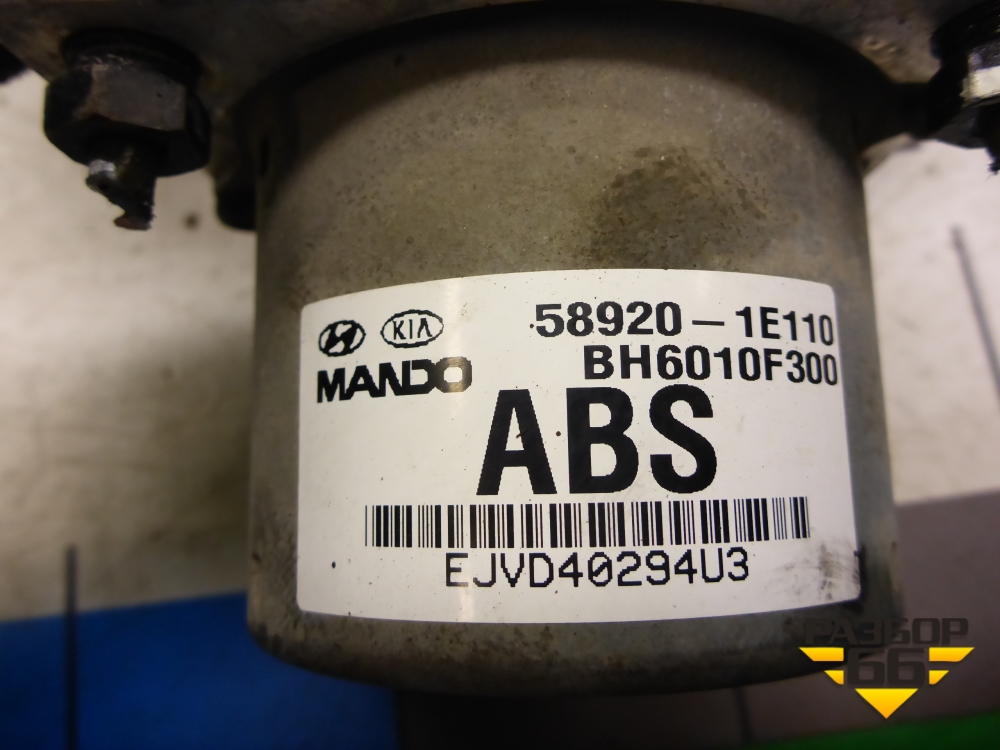 KIA
58920-1E110
MANDO
BH6010F300
ABS
EJVD40294U3
РАЗБОР
66